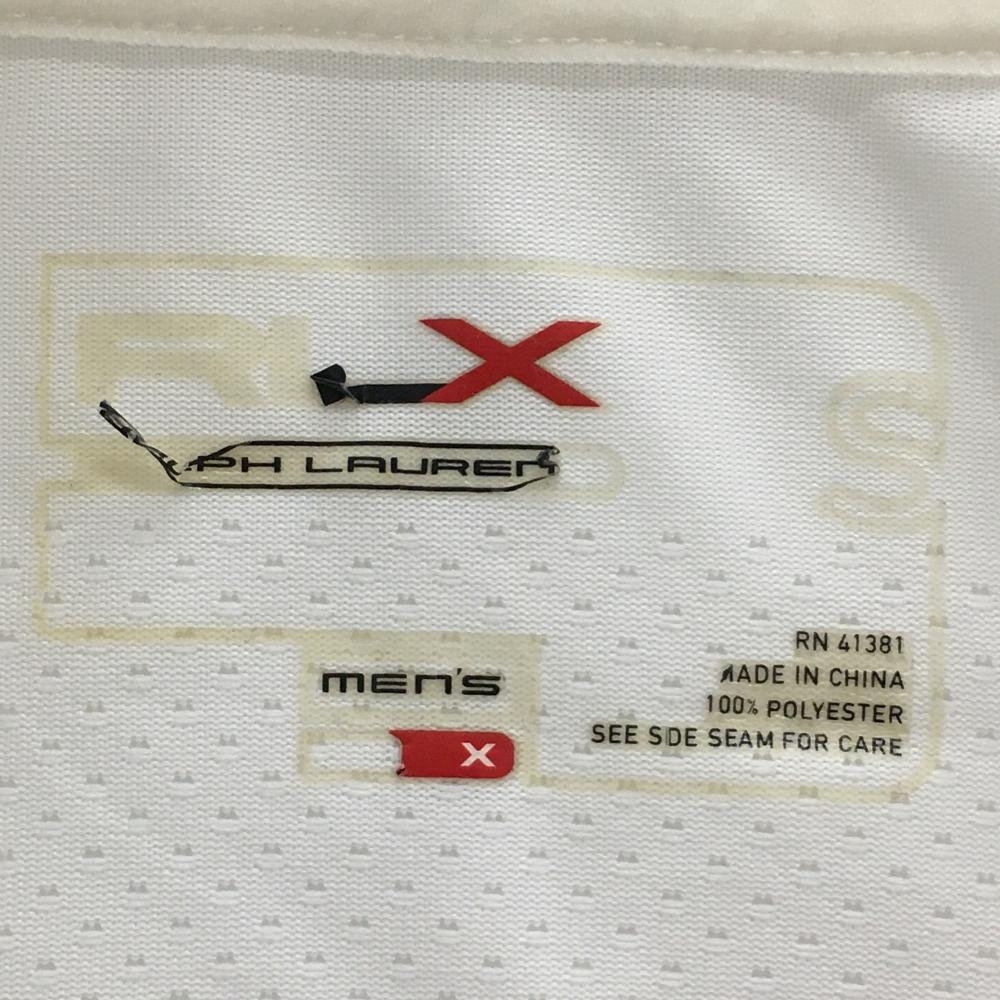 RLX
PH LAUREN
S
men's
X
RN 41381
MADE IN CHINA
100% POLYESTER
SEE SIDE SEAM FOR CARE